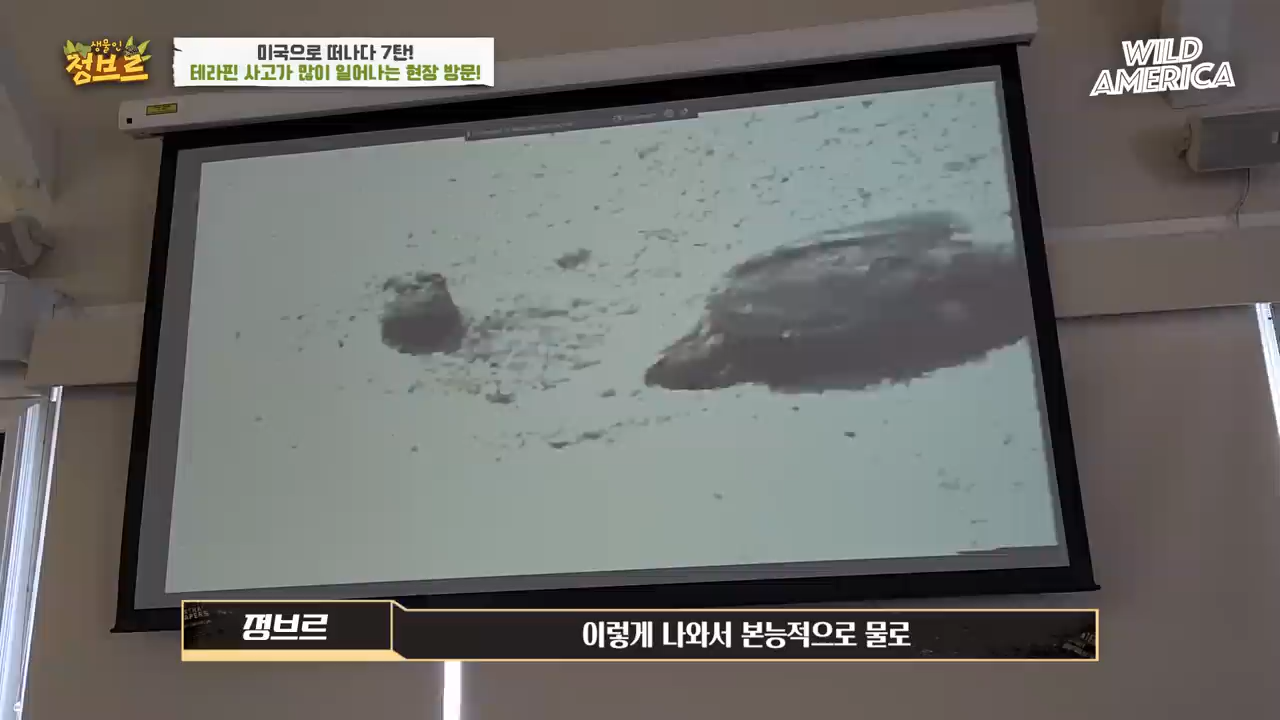 생물인
정브르
미국으로 떠나다 7탄!
테라핀 사고가 많이 일어나는 현장 방문!
WILD
AMERICA
쩡브르
이렇게 나와서 본능적으로 물로